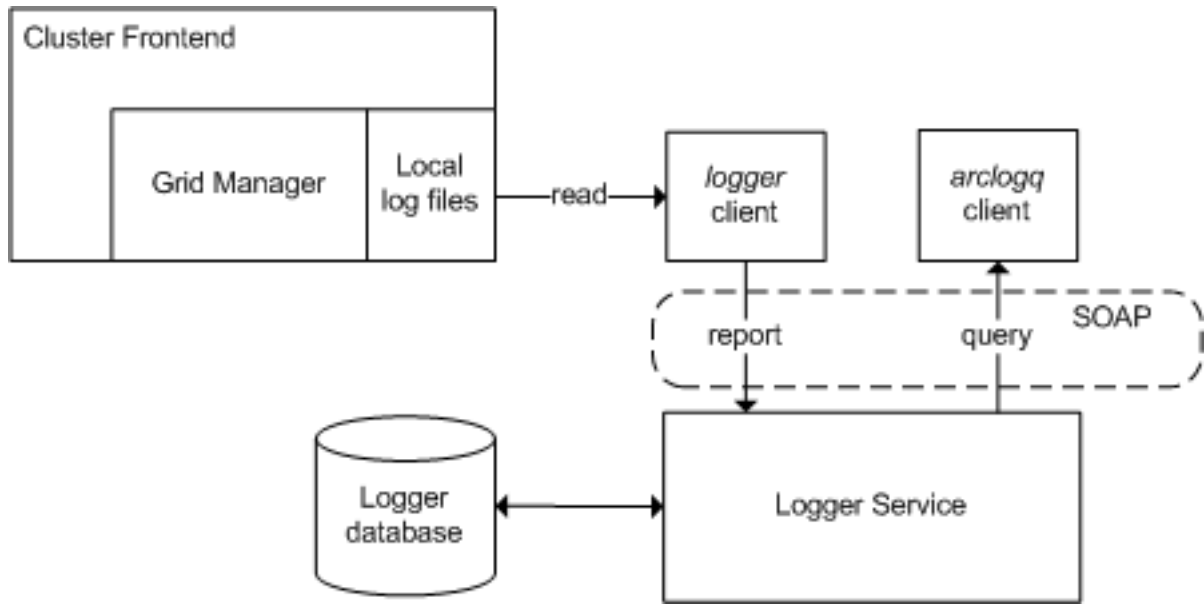 Cluster Frontend
Grid Manager
Local
log files
read
logger
client
arclogq
client
SOAP
report
query
Logger
database
Logger Service